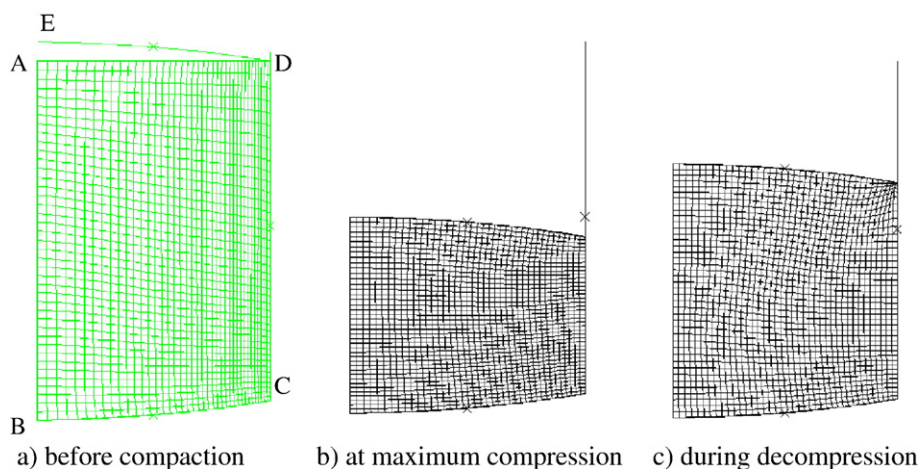 E
A
D
C
B
a) before compaction
b) at maximum compression
c) during decompression